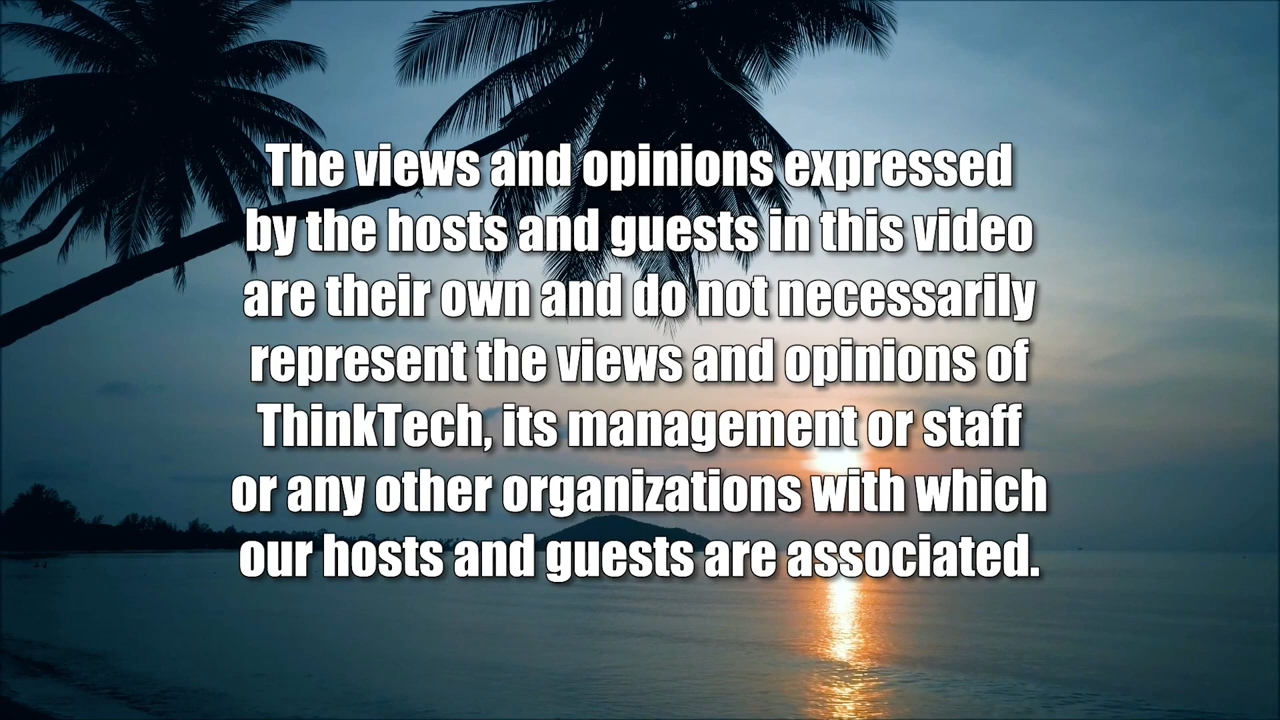 The views and opinions expressed
by the hosts and guests in this video
are their own and do not necessarily
represent the views and opinions of
ThinkTech, its management or staff
or any other organizations with which
our hosts and guests are associated.